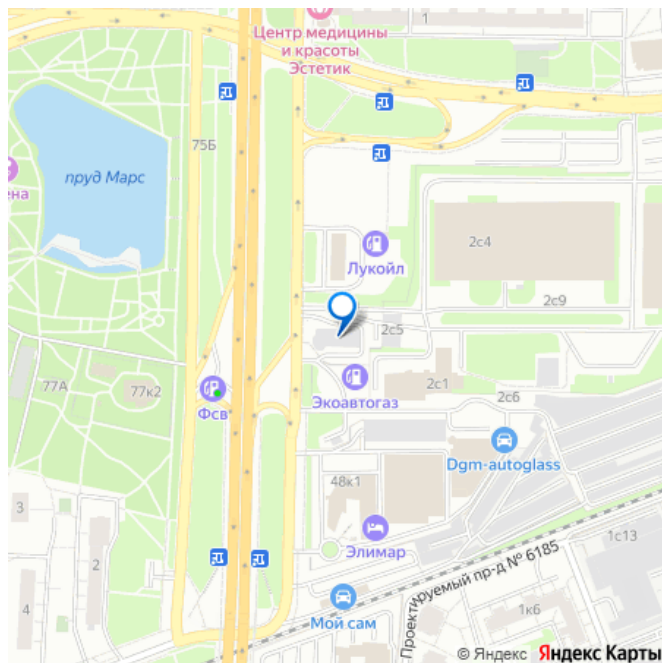 1
Центр медицины
и красоты
Эстетик
75Б
пруд Марс
ена
2с4
Лукойл
2с9
2с5
77А
77к2
Фсв
Экоавтогаз
2с1
2с6
Dgm-autoglass
48к1
3
Элимар
2
1с13
Проектируемый пр-д № 6185
4
Мой сам
1к6
© Яндекс Яндекс Карты